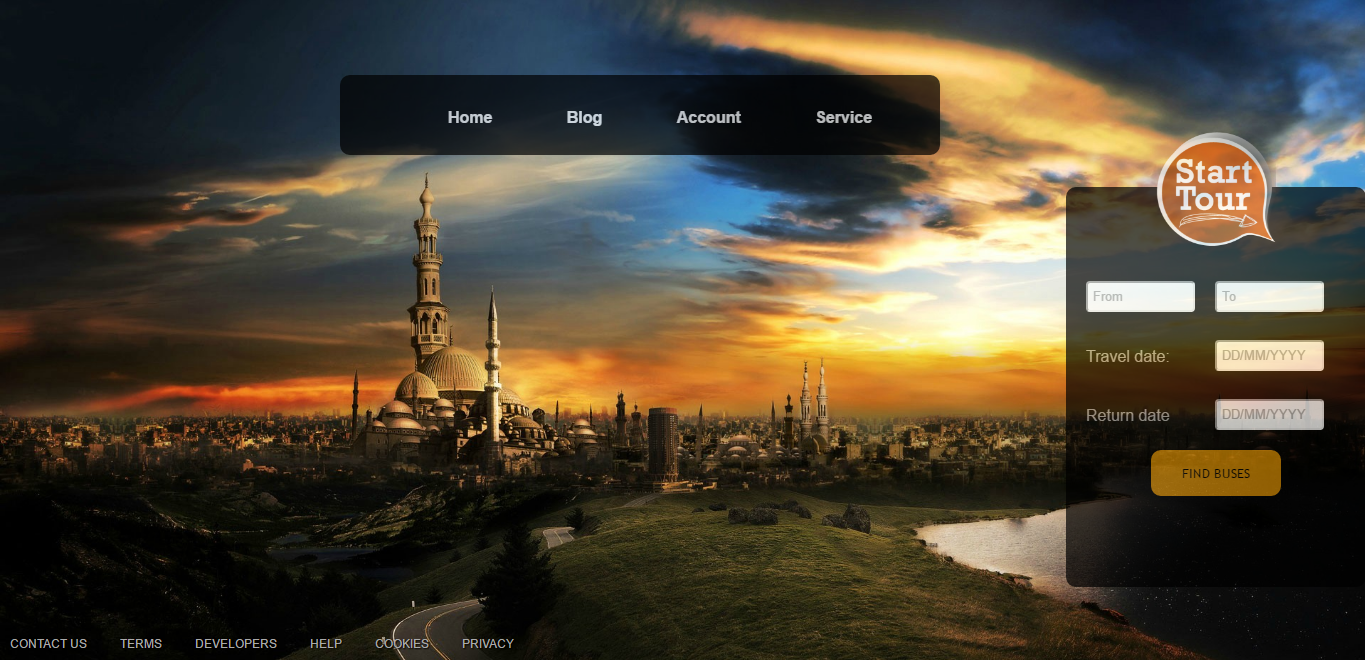 Home Blog Account Service
Start
Tour
From To
Travel date: DD/MM/YYYY
Return date DD/MM/YYYY
FIND BUSES
CONTACT US TERMS DEVELOPERS HELP COOKIES PRIVACY